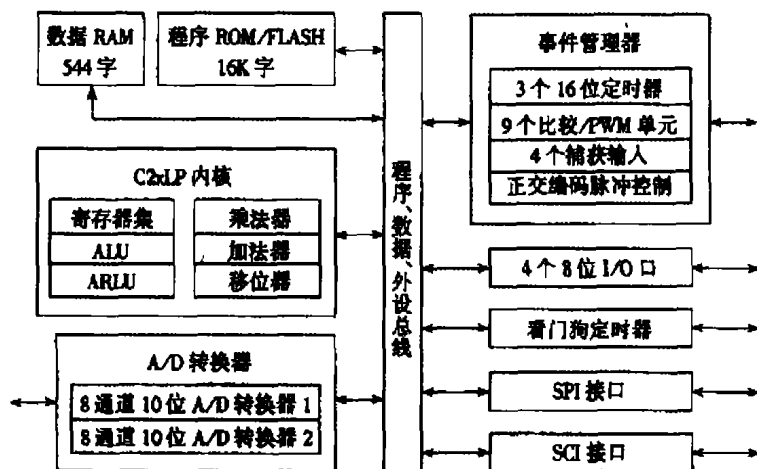 数据 RAM
544 字
程序 ROM/FLASH
16K 字
事件管理器
3 个 16 位定时器
9 个比较/PWM 单元
4 个捕获输入
正交编码脉冲控制
C2xLP 内核
寄存器集
ALU
ARLU
乘法器
加法器
移位器
程序、数据、外设总线
4 个 8 位 I/O 口
看门狗定时器
SPI 接口
SCI 接口
A/D 转换器
8 通道 10 位 A/D 转换器 1
8 通道 10 位 A/D 转换器 2